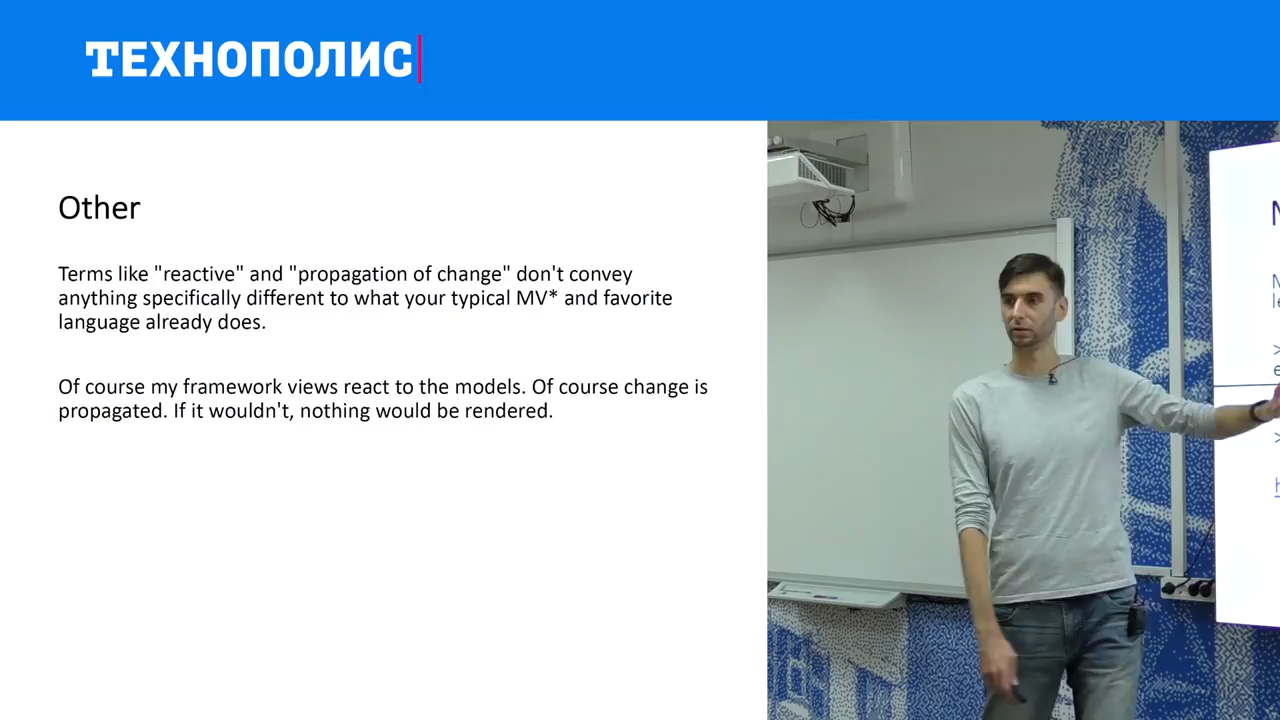 ТЕХНОПОЛИС
Other
Terms like "reactive" and "propagation of change" don't convey
anything specifically different to what your typical MV* and favorite
language already does.
Of course my framework views react to the models. Of course change is
propagated. If it wouldn't, nothing would be rendered.